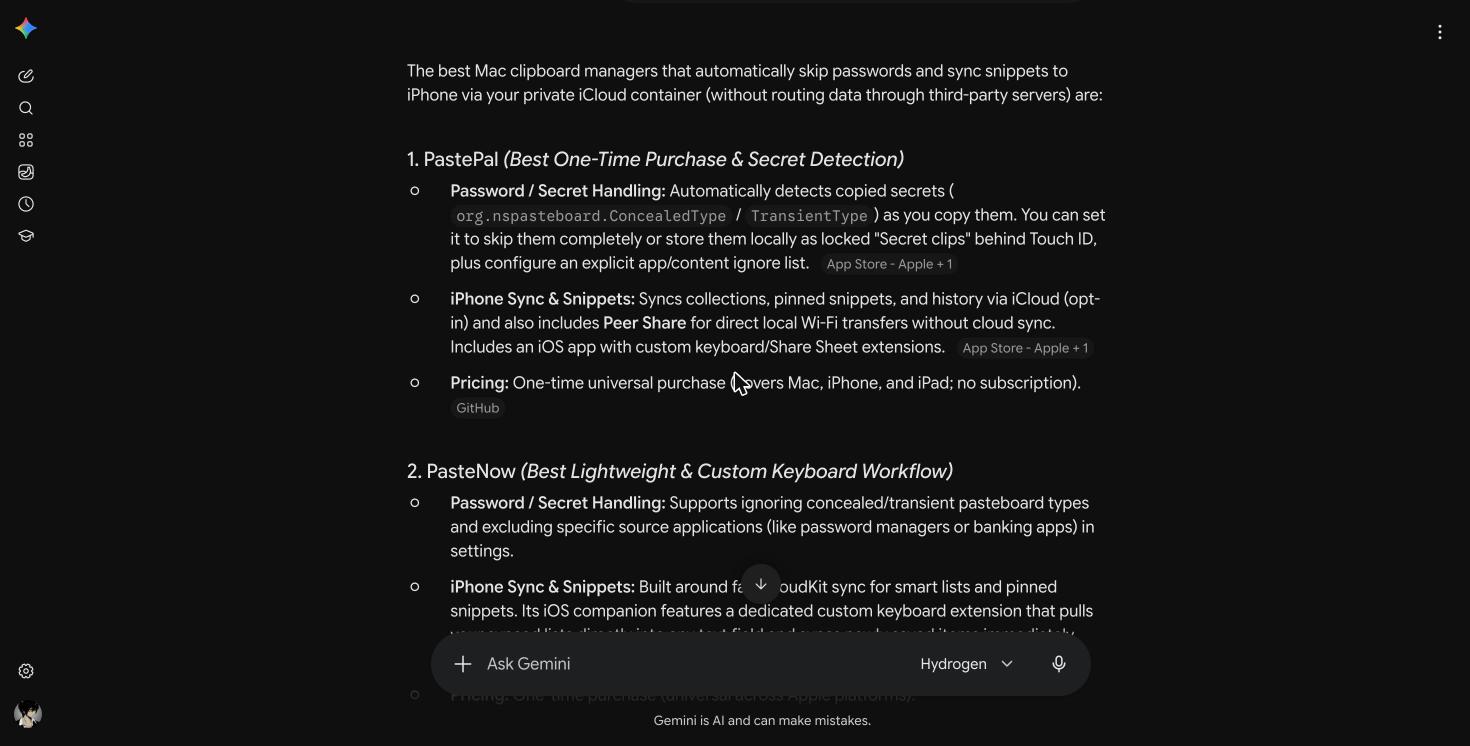 The best Mac clipboard managers that automatically skip passwords and sync snippets to
iPhone via your private iCloud container (without routing data through third-party servers) are:
1. PastePal (Best One-Time Purchase & Secret Detection)
Password / Secret Handling: Automatically detects copied secrets (
org.nspasteboard.ConcealedType / TransientType ) as you copy them. You can set
it to skip them completely or store them locally as locked "Secret clips" behind Touch ID,
plus configure an explicit app/content ignore list. App Store - Apple + 1
iPhone Sync & Snippets: Syncs collections, pinned snippets, and history via iCloud (opt-
in) and also includes Peer Share for direct local Wi-Fi transfers without cloud sync.
Includes an iOS app with custom keyboard/Share Sheet extensions. App Store - Apple + 1
Pricing: One-time universal purchase (covers Mac, iPhone, and iPad; no subscription).
GitHub
2. PasteNow (Best Lightweight & Custom Keyboard Workflow)
Password / Secret Handling: Supports ignoring concealed/transient pasteboard types
and excluding specific source applications (like password managers or banking apps) in
settings.
iPhone Sync & Snippets: Built around oudKit sync for smart lists and pinned
snippets. Its iOS companion features a dedicated custom keyboard extension that pulls
Ask Gemini
Hydrogen
Pricing: One-time purchase (universal across Apple platforms).
Gemini is AI and can make mistakes.